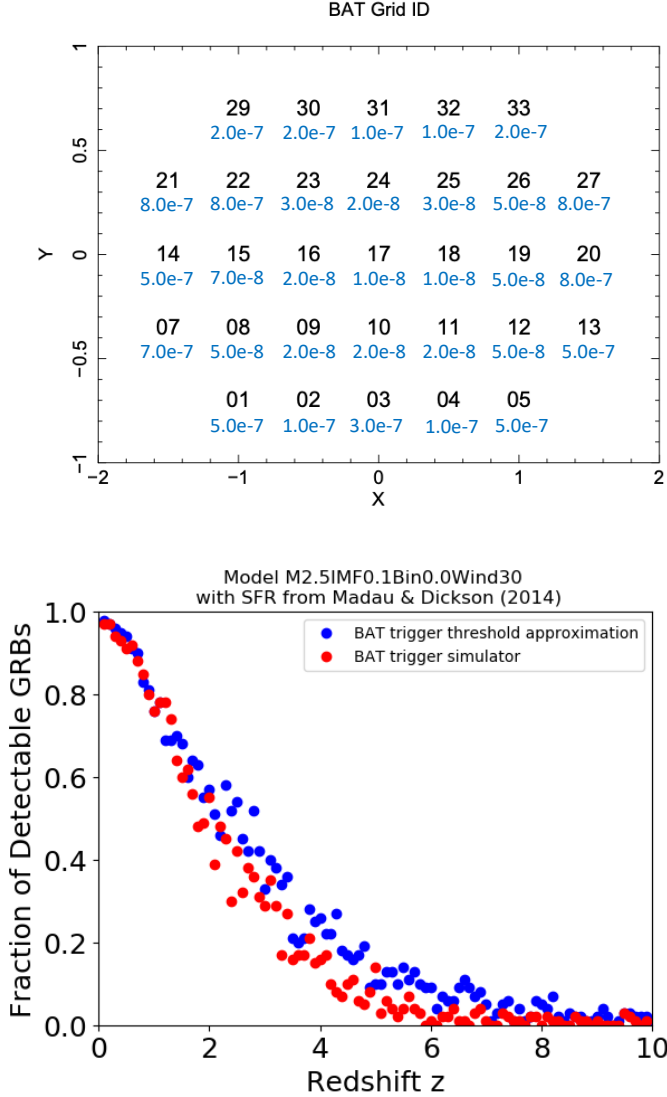 BAT Grid ID
1
29 30 31 32 33
2.0e-7 2.0e-7 1.0e-7 1.0e-7 2.0e-7
0.5
21 22 23 24 25 26 27
8.0e-7 8.0e-7 3.0e-8 2.0e-8 3.0e-8 5.0e-8 8.0e-7
Y
0
14 15 16 17 18 19 20
5.0e-7 7.0e-8 2.0e-8 1.0e-8 1.0e-8 5.0e-8 8.0e-7
07 08 09 10 11 12 13
7.0e-7 5.0e-8 2.0e-8 2.0e-8 2.0e-8 5.0e-8 5.0e-7
−0.5
01 02 03 04 05
5.0e-7 1.0e-7 3.0e-7 1.0e-7 5.0e-7
−1
−2 −1 0 1 2
X
Model M2.5IMF0.1Bin0.0Wind30
with SFR from Madau & Dickson (2014)
Fraction of Detectable GRBs
1.0
BAT trigger threshold approximation
BAT trigger simulator
0.8
0.6
0.4
0.2
0.0
0 2 4 6 8 10
Redshift z